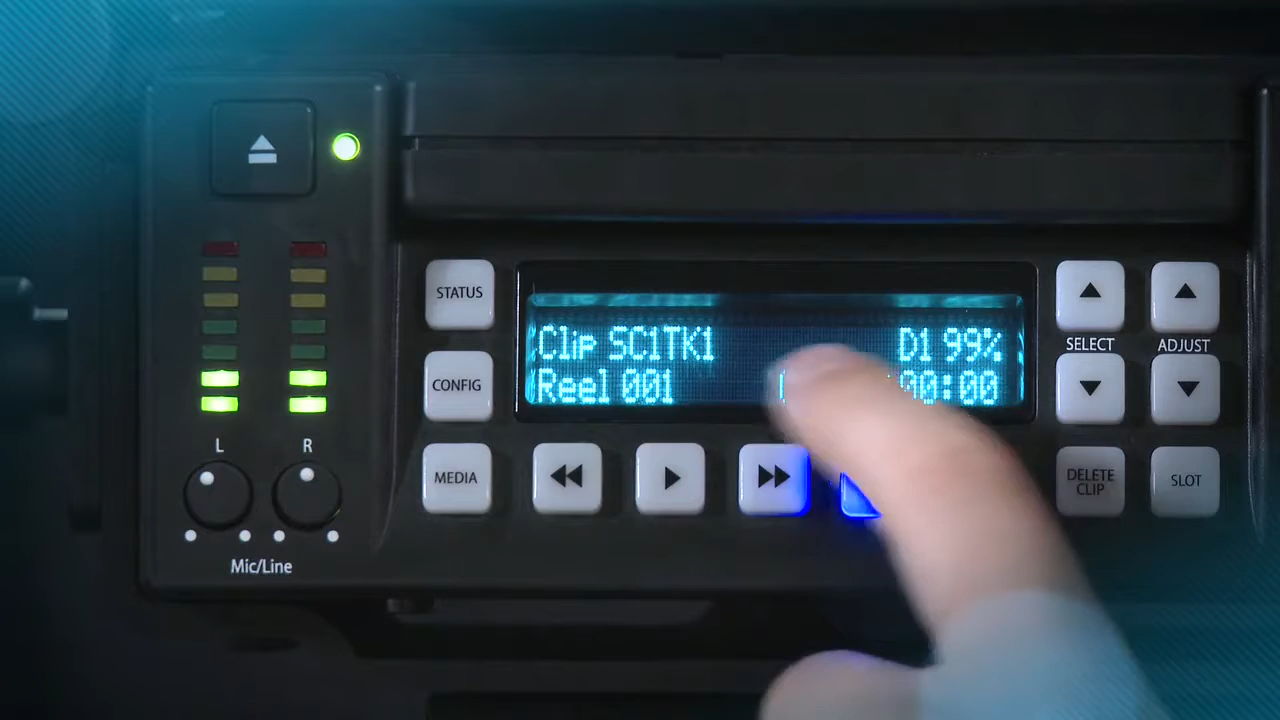 STATUS
Clip SC1TK1 D1 99%
Reel 001 00:00
SELECT
ADJUST
CONFIG
L R
MEDIA
DELETE
CLIP
SLOT
Mic/Line